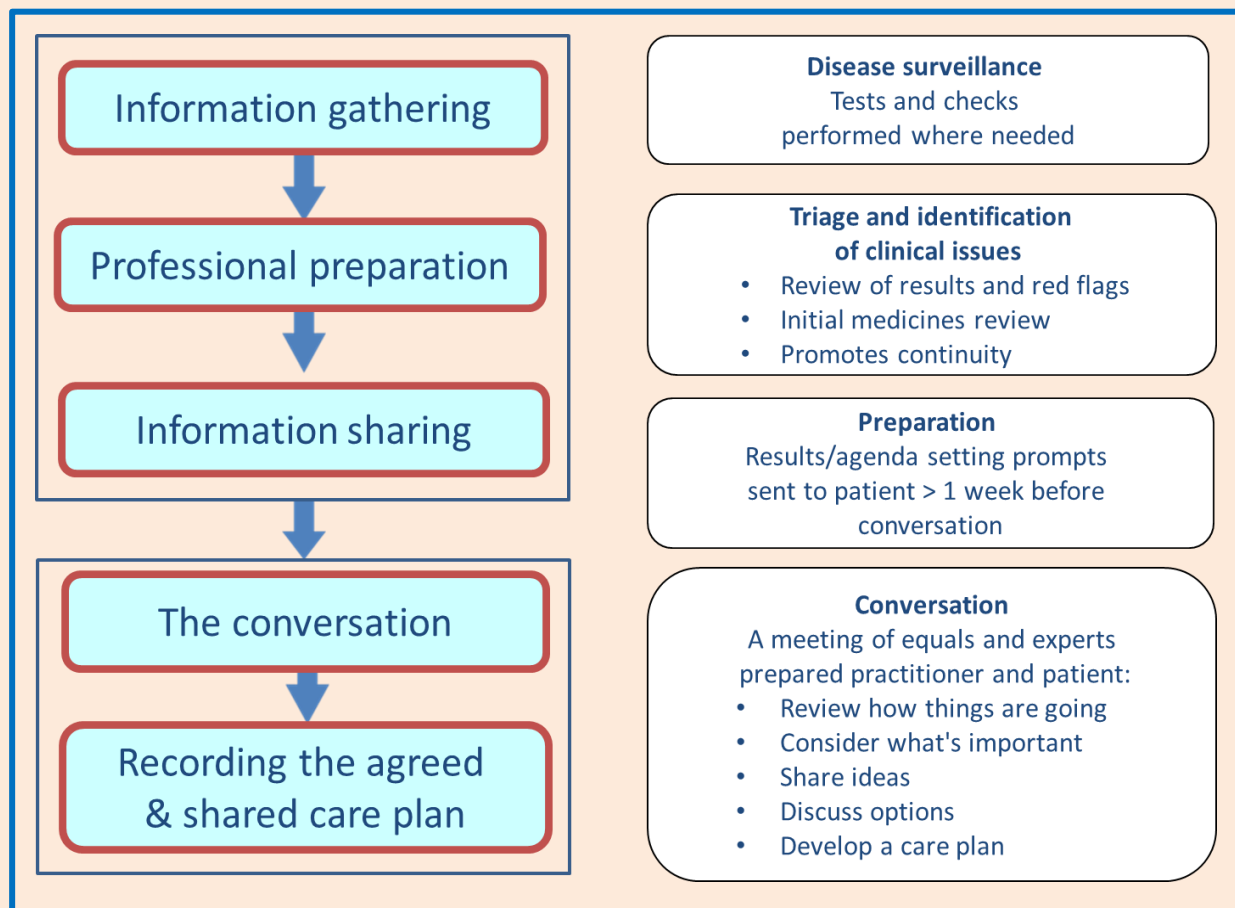 Information gathering
Disease surveillance
Tests and checks
performed where needed
Professional preparation
Triage and identification
of clinical issues
• Review of results and red flags
• Initial medicines review
• Promotes continuity
Information sharing
Preparation
Results/agenda setting prompts
sent to patient > 1 week before
conversation
The conversation
Recording the agreed
& shared care plan
Conversation
A meeting of equals and experts
prepared practitioner and patient:
• Review how things are going
• Consider what's important
• Share ideas
• Discuss options
• Develop a care plan